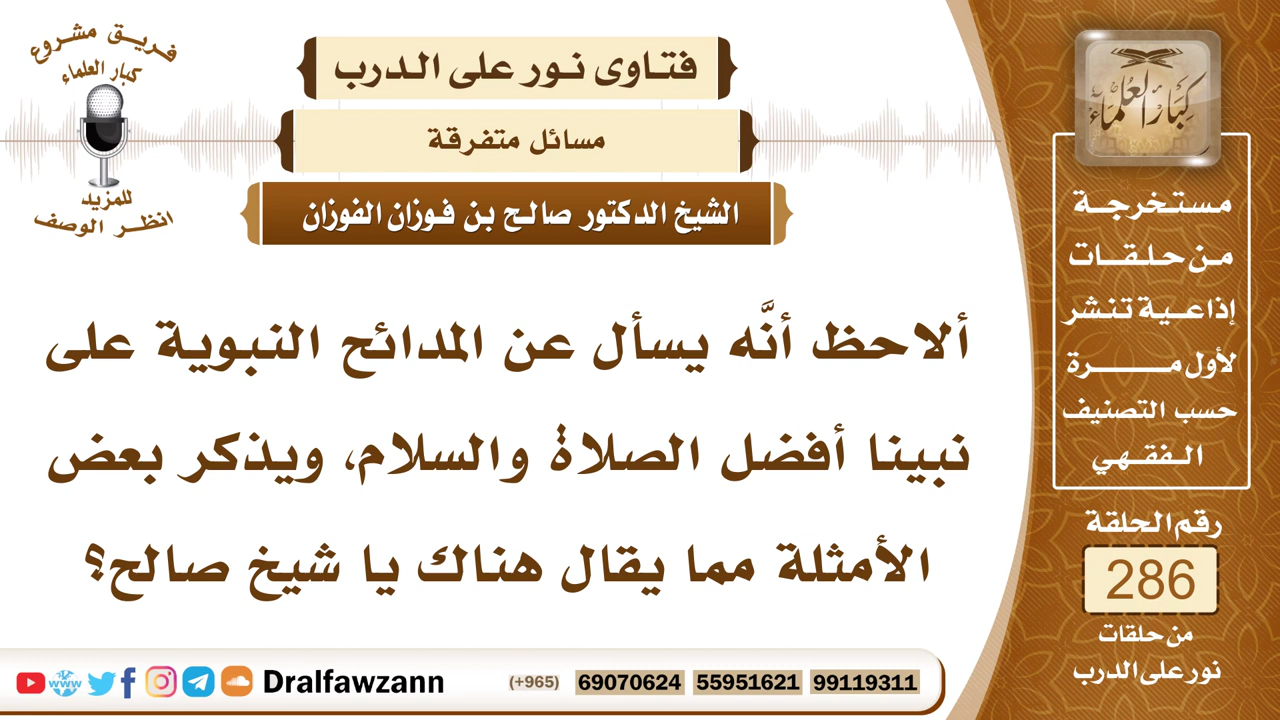 فريق مشروع
كبار العلماء
للمزيد
انظر الوصف
فتاوى نور على الدرب
مسائل متفرقة
الشيخ الدكتور صالح بن فوزان الفوزان
ألاحظ أنَّه يسأل عن المدائح النبوية على
نبينا أفضل الصلاة والسلام، ويذكر بعض
الأمثلة مما يقال هناك يا شيخ صالح؟
كبار العلماء
مستخرجة
من حلقات
إذاعية تنشر
لأول مرة
حسب التصنيف
الفقهي
رقم الحلقة
286
من حلقات
نور على الدرب
www Dralfawzann (+965) 69070624 55951621 99119311